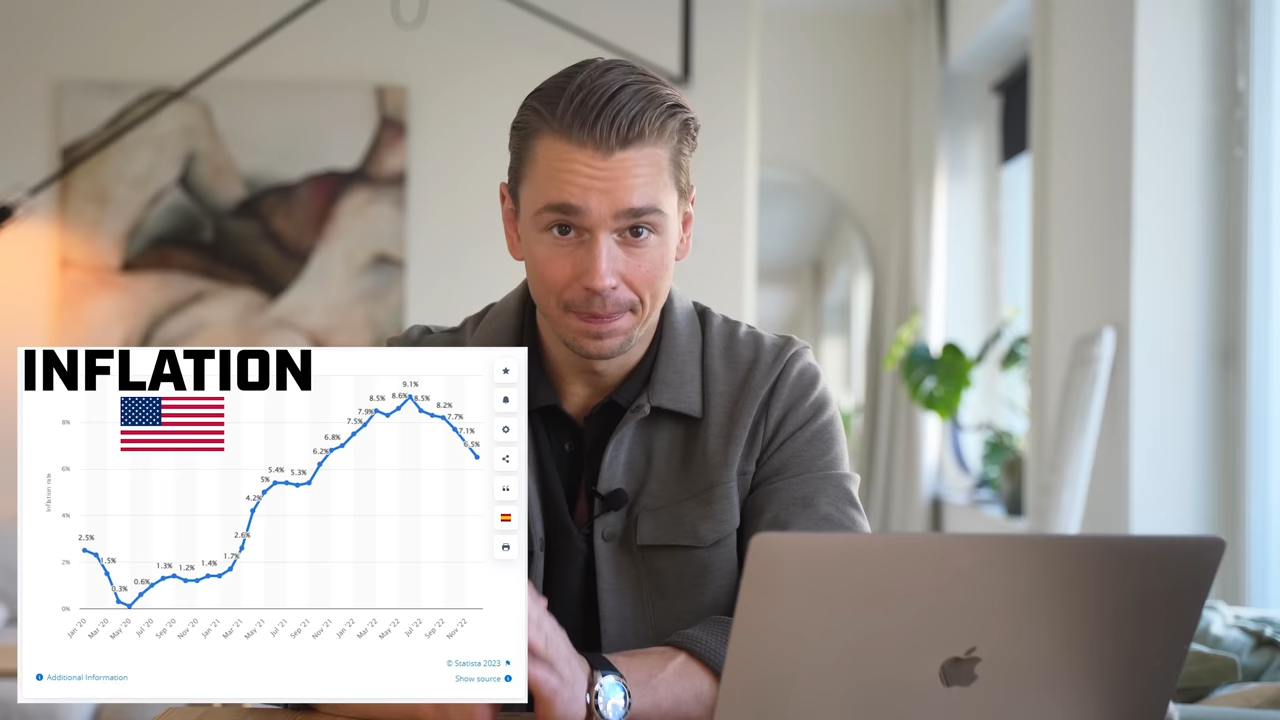 INFLATION
Inflation rate
8%
6%
4%
2%
0%
2.5%
1.5%
0.3%
0.6%
1.3%
1.2%
1.4%
1.7%
2.6%
4.2%
5%
5.4%
5.3%
6.2%
6.8%
7.5%
7.9%
8.5%
8.6%
9.1%
8.5%
8.2%
7.7%
7.1%
6.5%
Jan '20
Mar '20
May '20
Jul '20
Sep '20
Nov '20
Jan '21
Mar '21
May '21
Jul '21
Sep '21
Nov '21
Jan '22
Mar '22
May '22
Jul '22
Sep '22
Nov '22
© Statista 2023
Additional Information
Show source